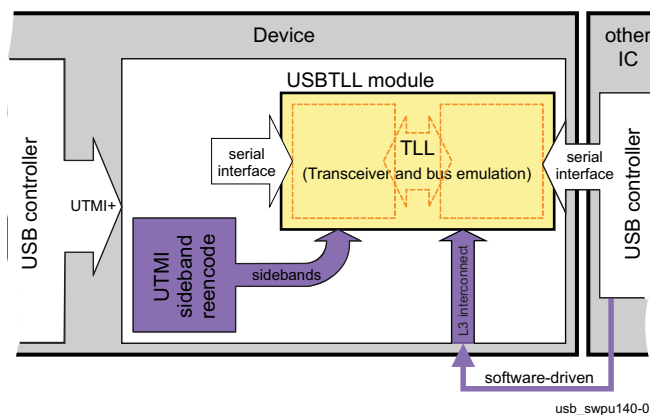 Device
other
IC
USBTLL module
USB controller
UTMI+
serial
interface
TLL
(Transceiver and bus emulation)
serial
interface
USB controller
UTMI
sideband
reencode
sidebands
L3 interconnect
software-driven
usb_swpu140-0